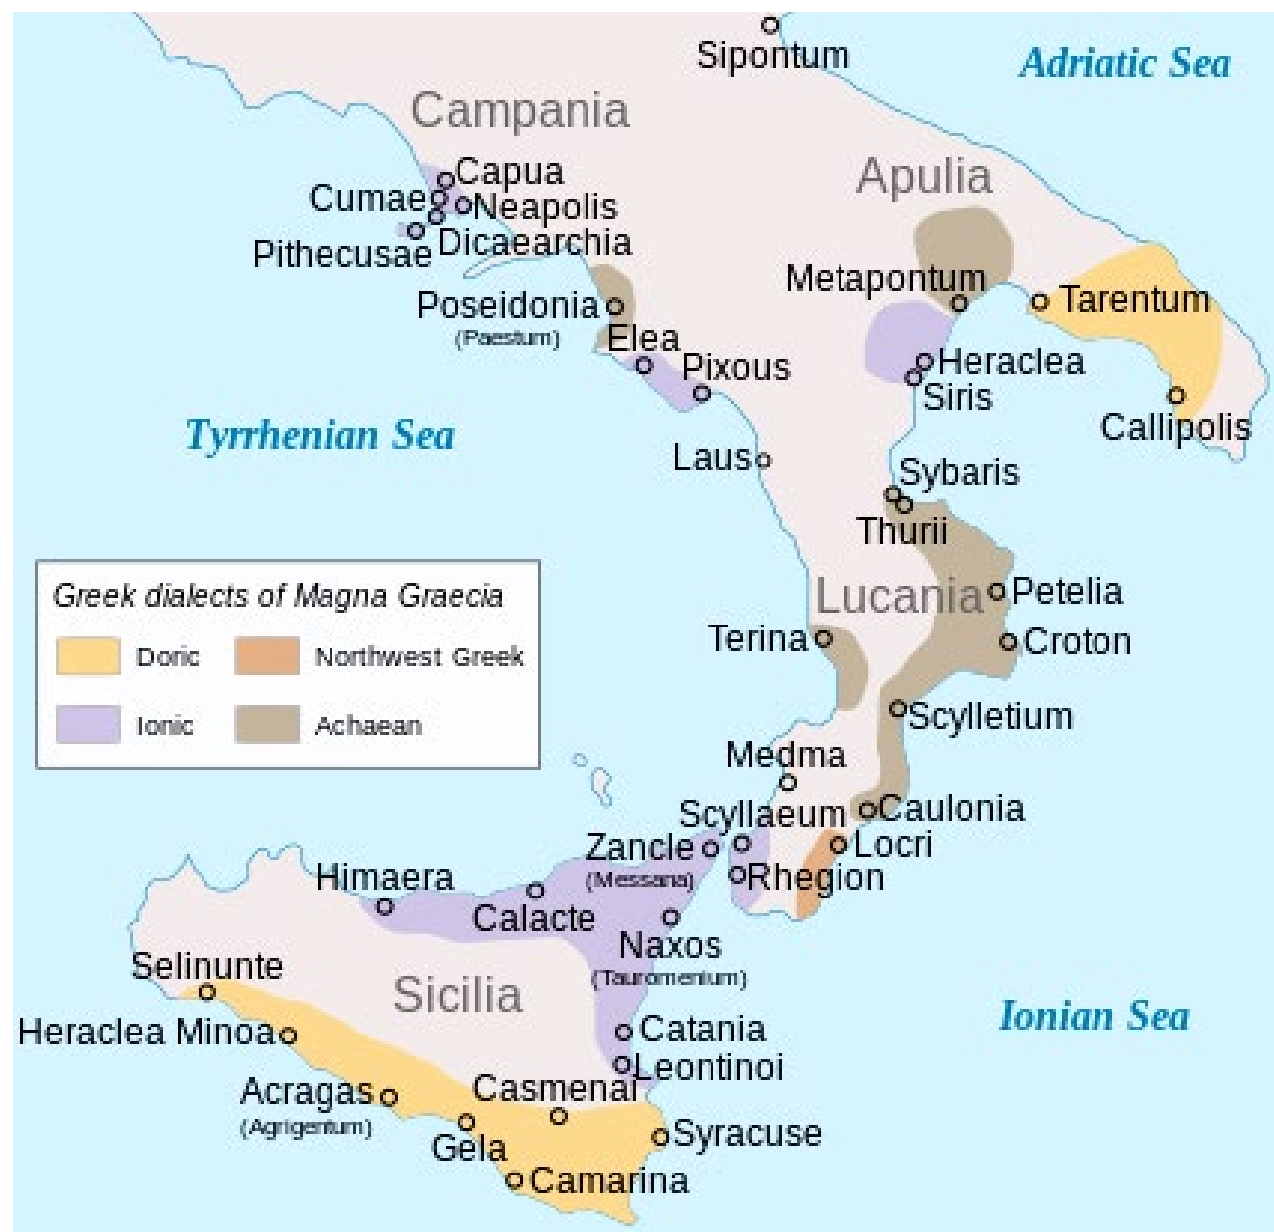 Sipontum
Adriatic Sea
Campania
Capua
Apulia
Cumae
Neapolis
Dicaearchia
Pithecusae
Metapontum
Tarentum
Poseidonia
(Paestum)
Elea
Pixous
Heraclea
Siris
Callipolis
Tyrrhenian Sea
Laus
Sybaris
Thurii
Greek dialects of Magna Graecia
Doric
Northwest Greek
Ionic
Achaean
Lucania
Petelia
Terina
Croton
Scylletium
Medma
Scyllaeum
Caulonia
Zancle
(Messana)
Locri
Rhegion
Himaera
Calacte
Naxos
(Tauromenium)
Selinunte
Sicilia
Ionian Sea
Heraclea Minoa
Catania
Leontinoi
Acragas
(Agrigentum)
Casmenai
Gela
Syracuse
Camarina